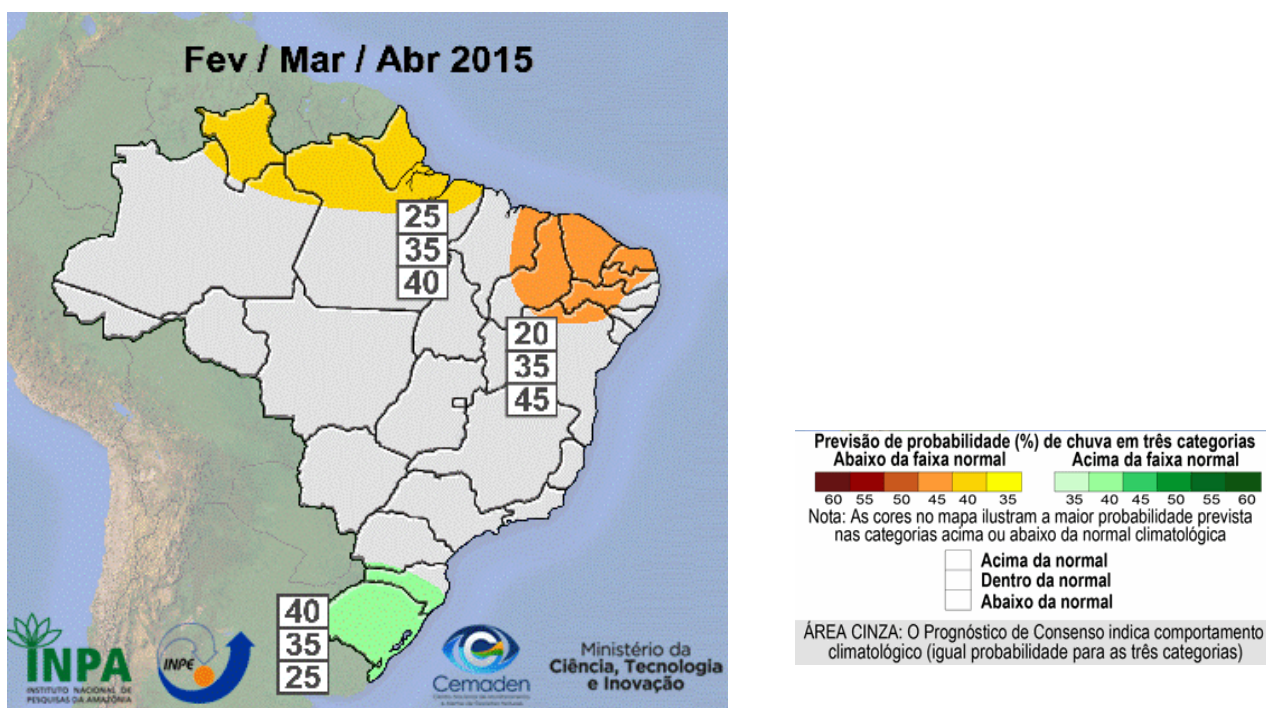 Fev / Mar / Abr 2015
25
35
40
20
35
45
40
35
25
INPA
INSTITUTO NACIONAL DE
PESQUISAS DA AMAZÔNIA
INPE
Cemaden
Ministério da
Ciência, Tecnologia
e Inovação
Previsão de probabilidade (%) de chuva em três categorias
Abaixo da faixa normal Acima da faixa normal
60 55 50 45 40 35 35 40 45 50 55 60
Nota: As cores no mapa ilustram a maior probabilidade prevista
nas categorias acima ou abaixo da normal climatológica
Acima da normal
Dentro da normal
Abaixo da normal
ÁREA CINZA: O Prognóstico de Consenso indica comportamento
climatológico (igual probabilidade para as três categorias)